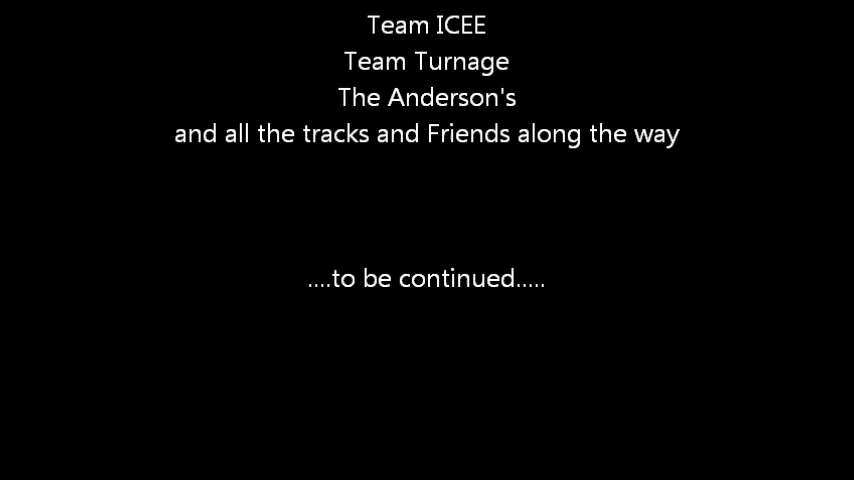 Team ICEE
Team Turnage
The Anderson's
and all the tracks and Friends along the way
....to be continued.....